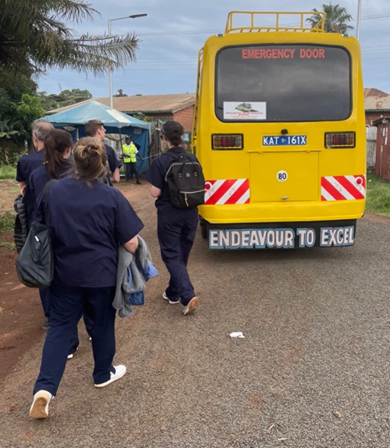 EMERGENCY DOOR
KAT 161X
80
ENDEAVOUR TO EXCEL